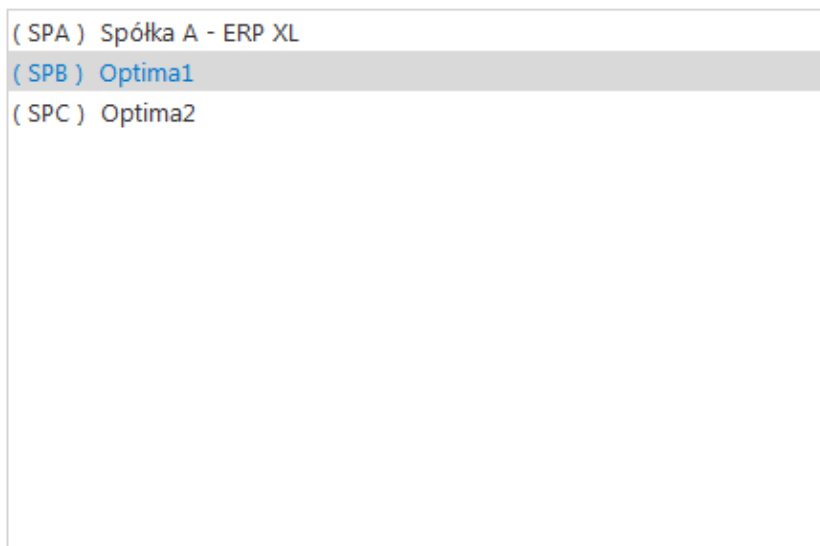 ( SPA ) Spółka A - ERP XL
( SPB ) Optima1
( SPC ) Optima2